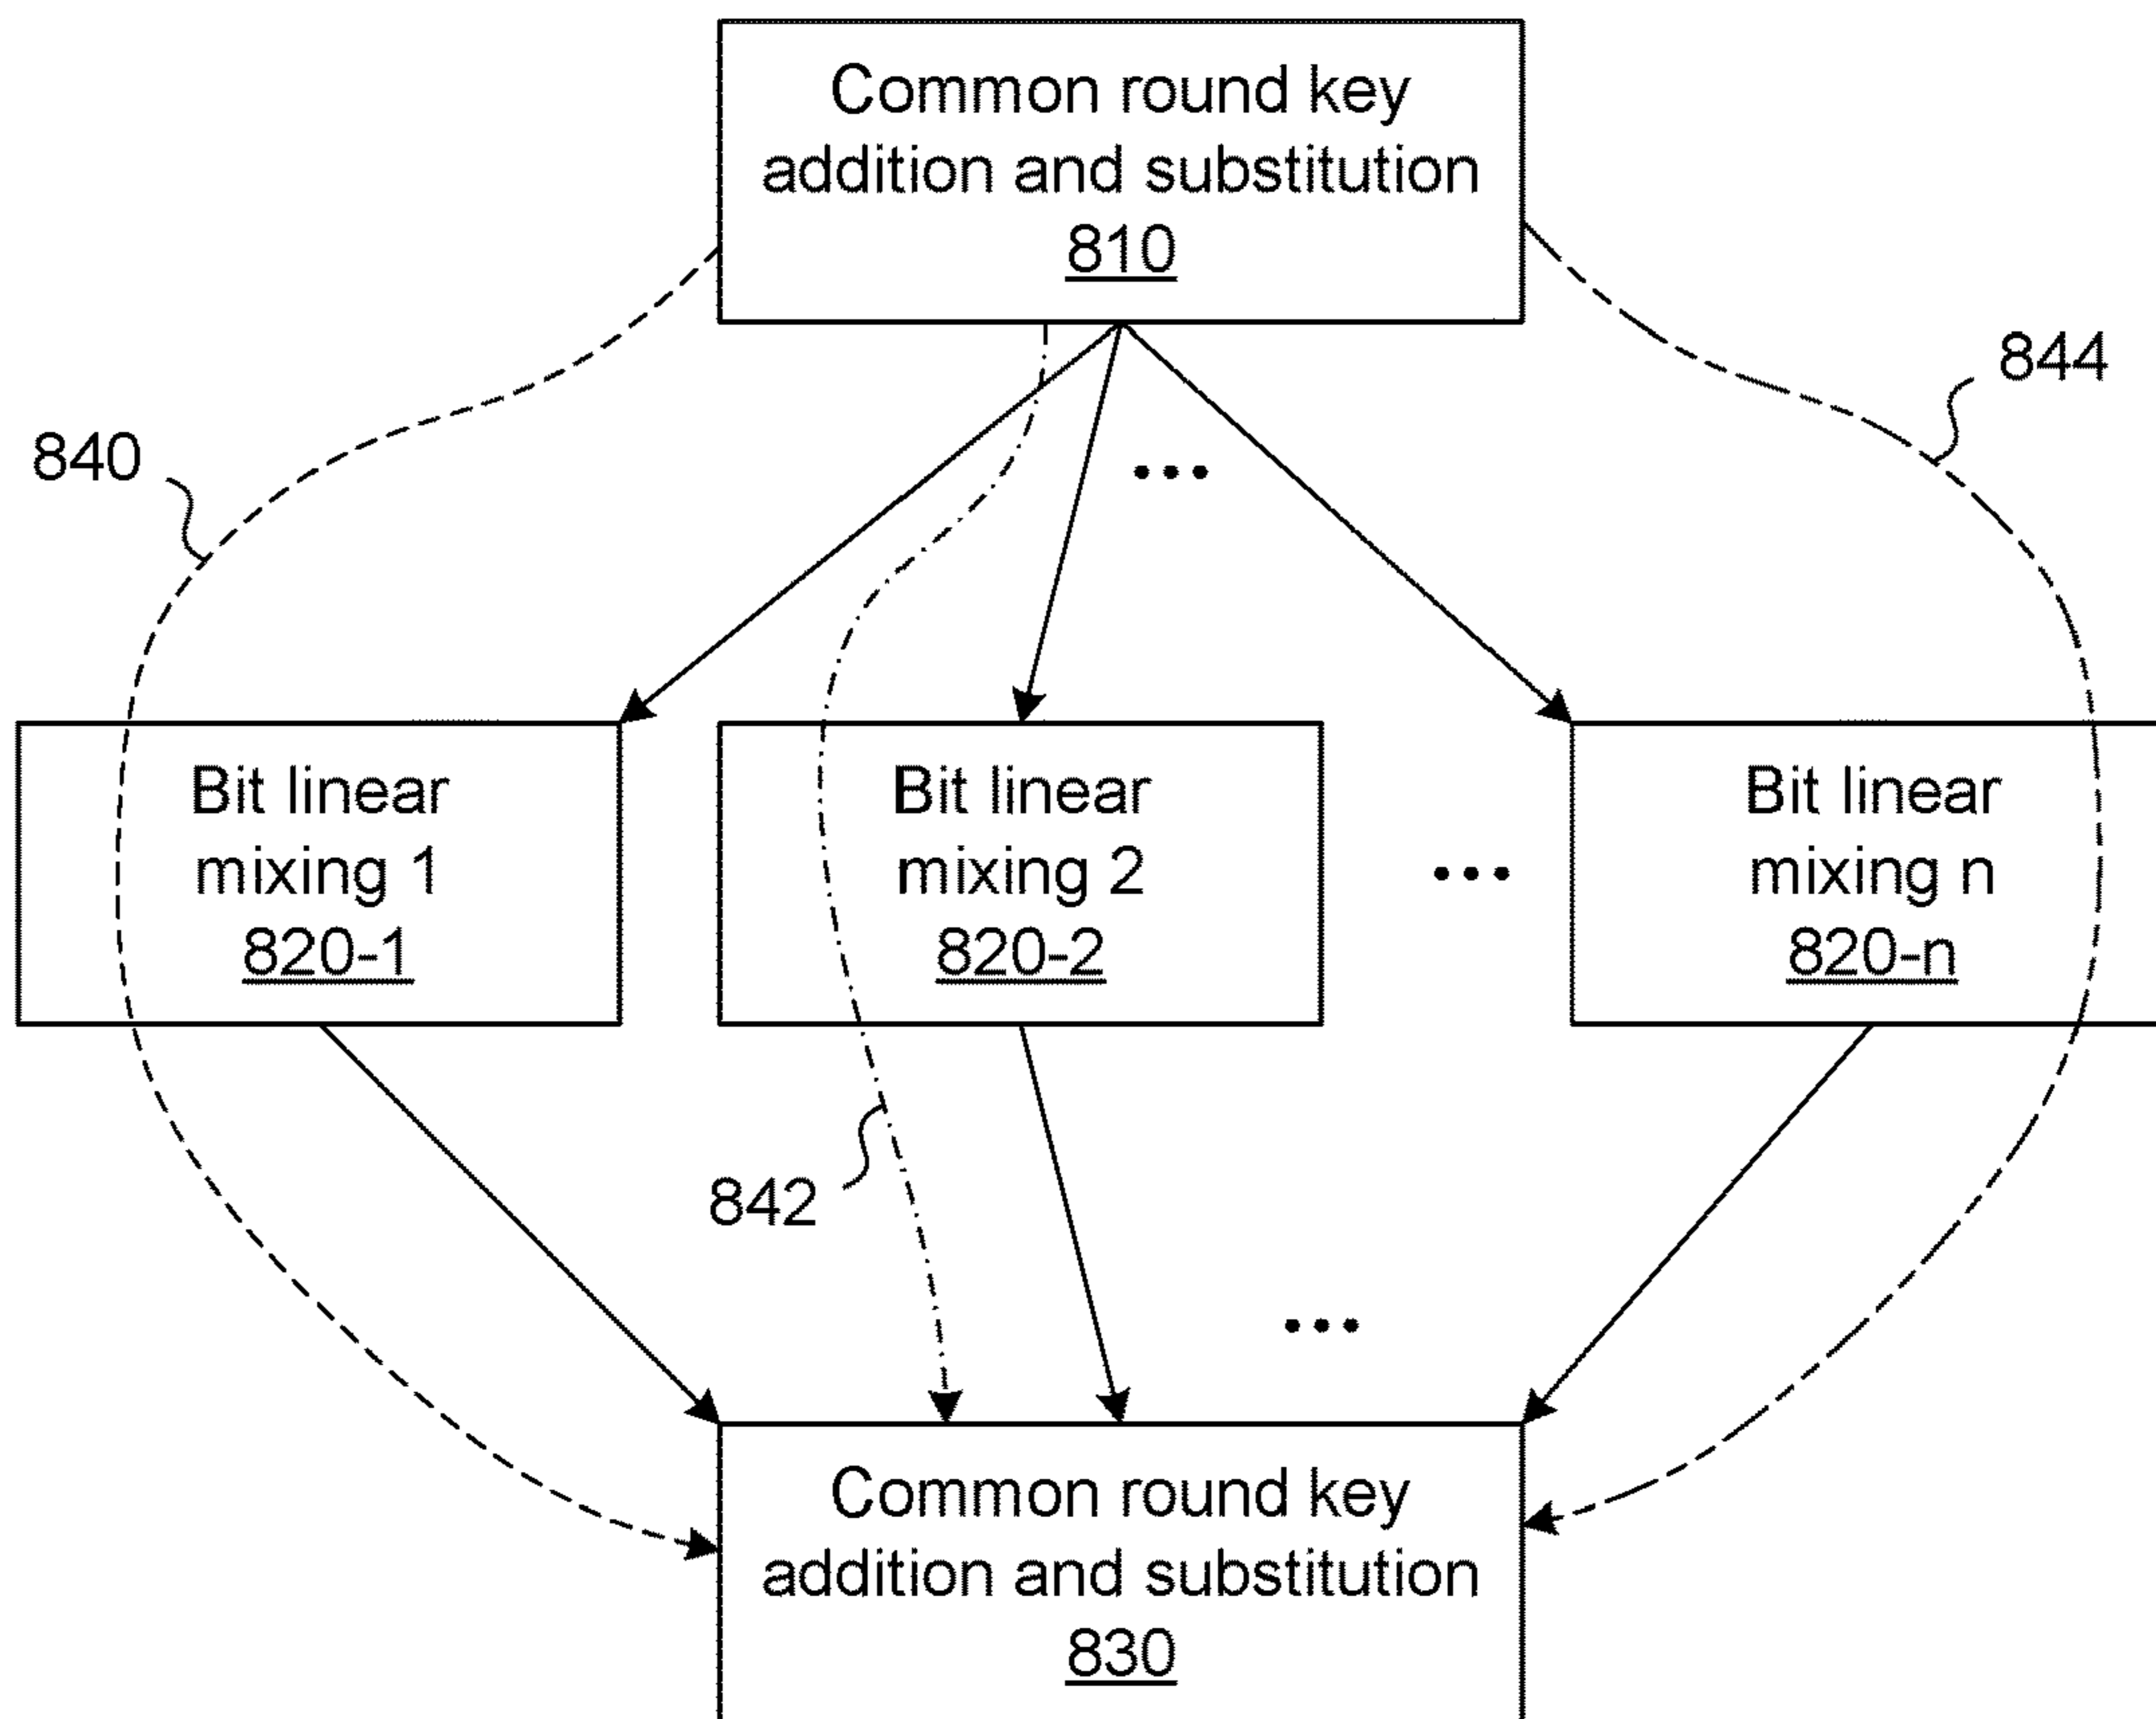 Common round key
addition and substitution
810
844
840
•••
Bit linear
mixing 1
820-1
Bit linear
mixing 2
820-2
•••
Bit linear
mixing n
820-n
842
•••
Common round key
addition and substitution
830